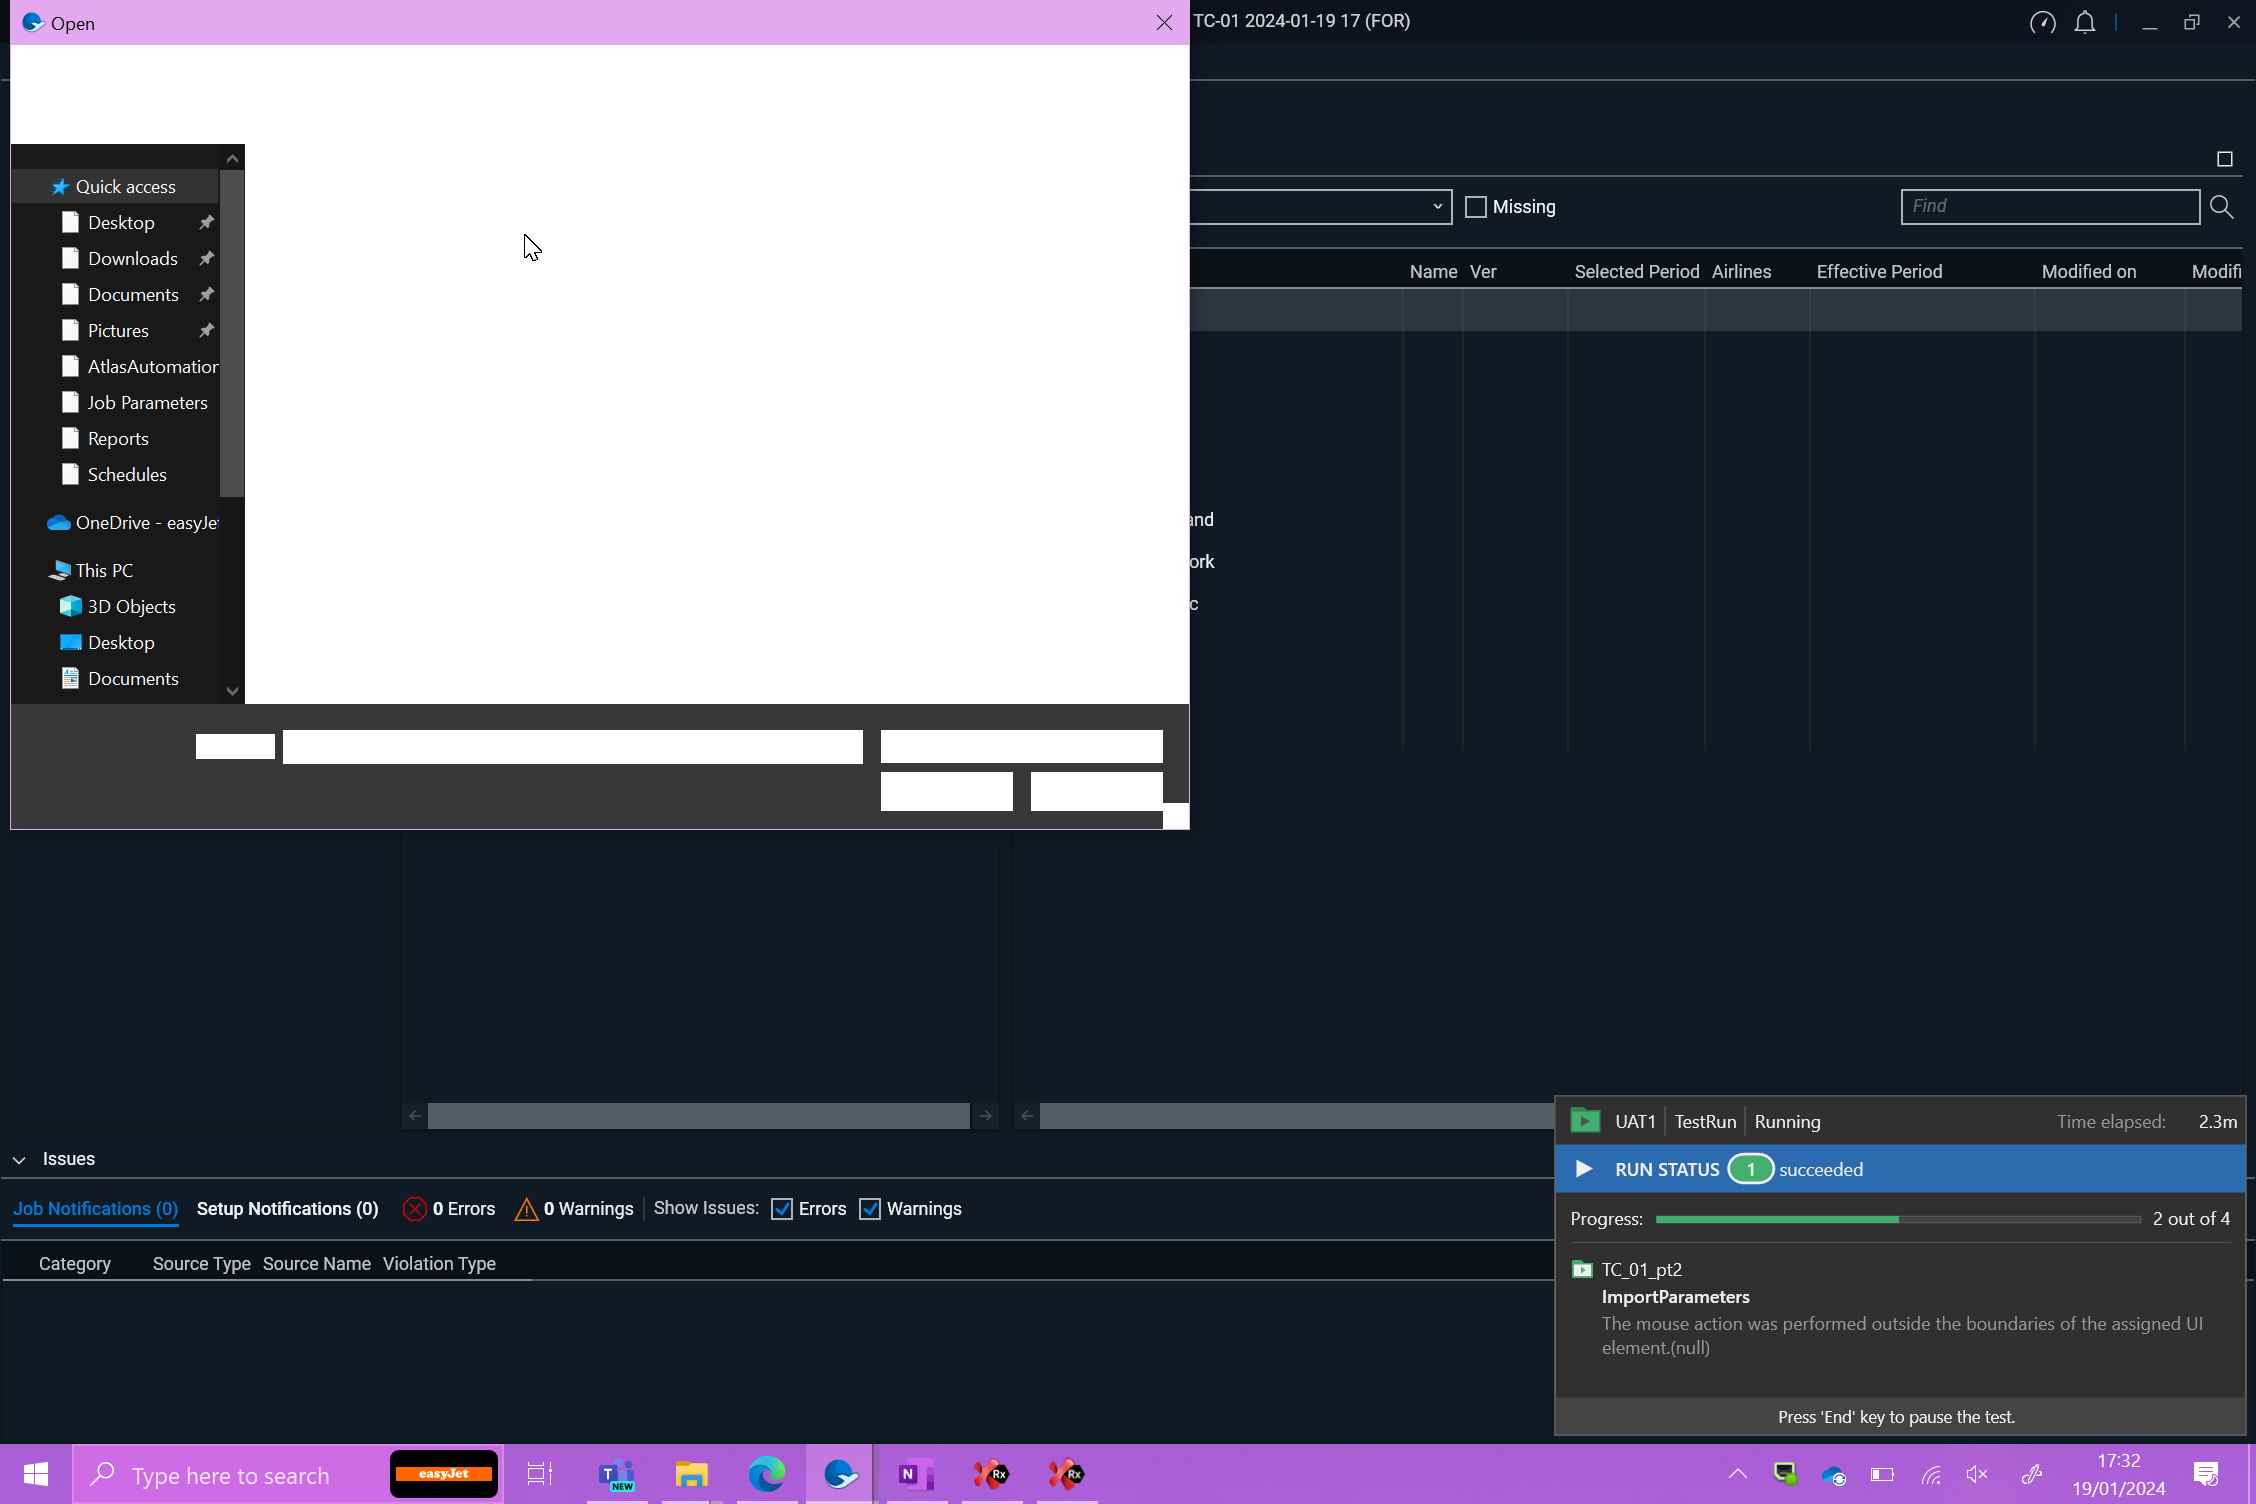 Open
TC-01 2024-01-19 17 (FOR)
Quick access
Desktop
Downloads
Documents
Pictures
AtlasAutomation
Job Parameters
Reports
Schedules
OneDrive - easyJet
This PC
3D Objects
Desktop
Documents
Missing
Find
Name Ver Selected Period Airlines Effective Period Modified on Modifi
and
ork
c
Issues
Job Notifications (0) Setup Notifications (0) 0 Errors 0 Warnings Show Issues: Errors Warnings
Category Source Type Source Name Violation Type
UAT1 TestRun Running Time elapsed: 2.3m
RUN STATUS 1 succeeded
Progress: 2 out of 4
TC_01_pt2
ImportParameters
The mouse action was performed outside the boundaries of the assigned UI
element.(null)
Press 'End' key to pause the test.
Type here to search
easyJet
T
NEW
N
Rx
Rx
17:32
19/01/2024